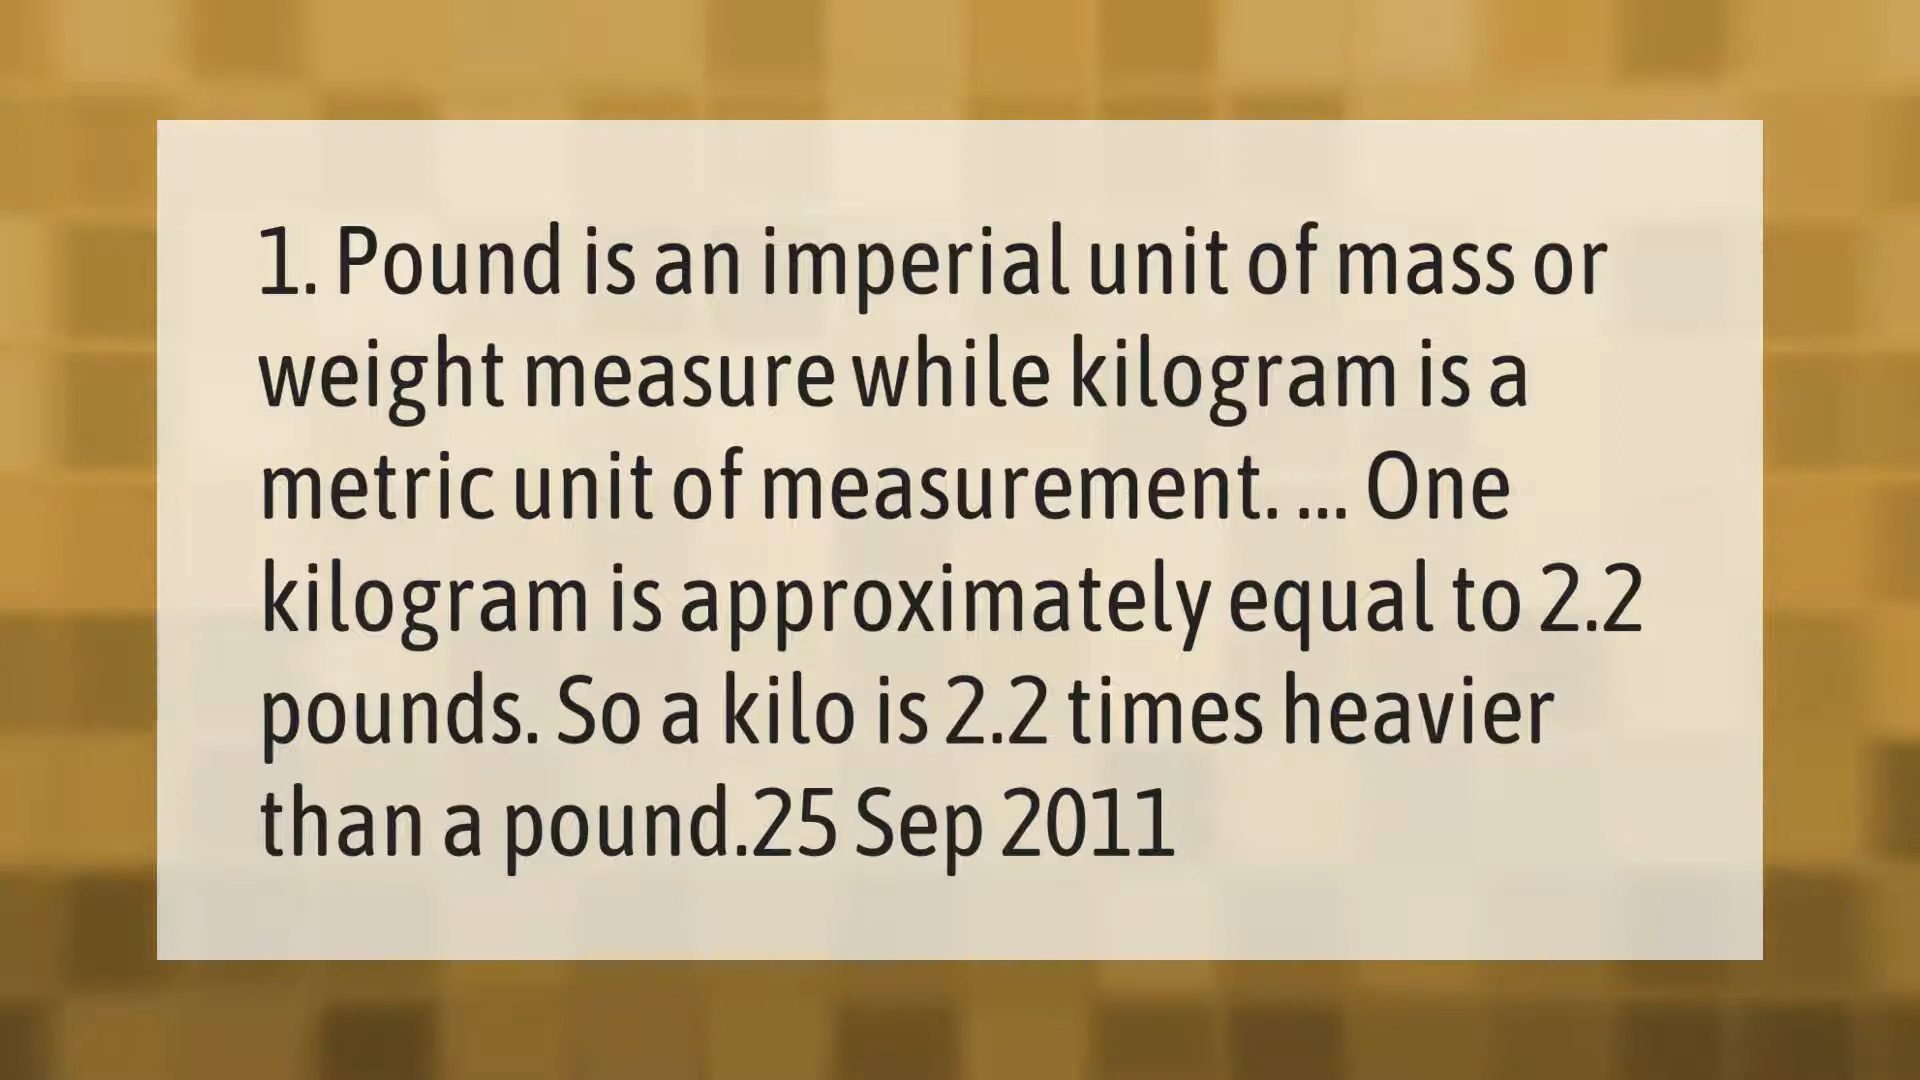 1. Pound is an imperial unit of mass or
weight measure while kilogram is a
metric unit of measurement. ... One
kilogram is approximately equal to 2.2
pounds. So a kilo is 2.2 times heavier
than a pound.25 Sep 2011